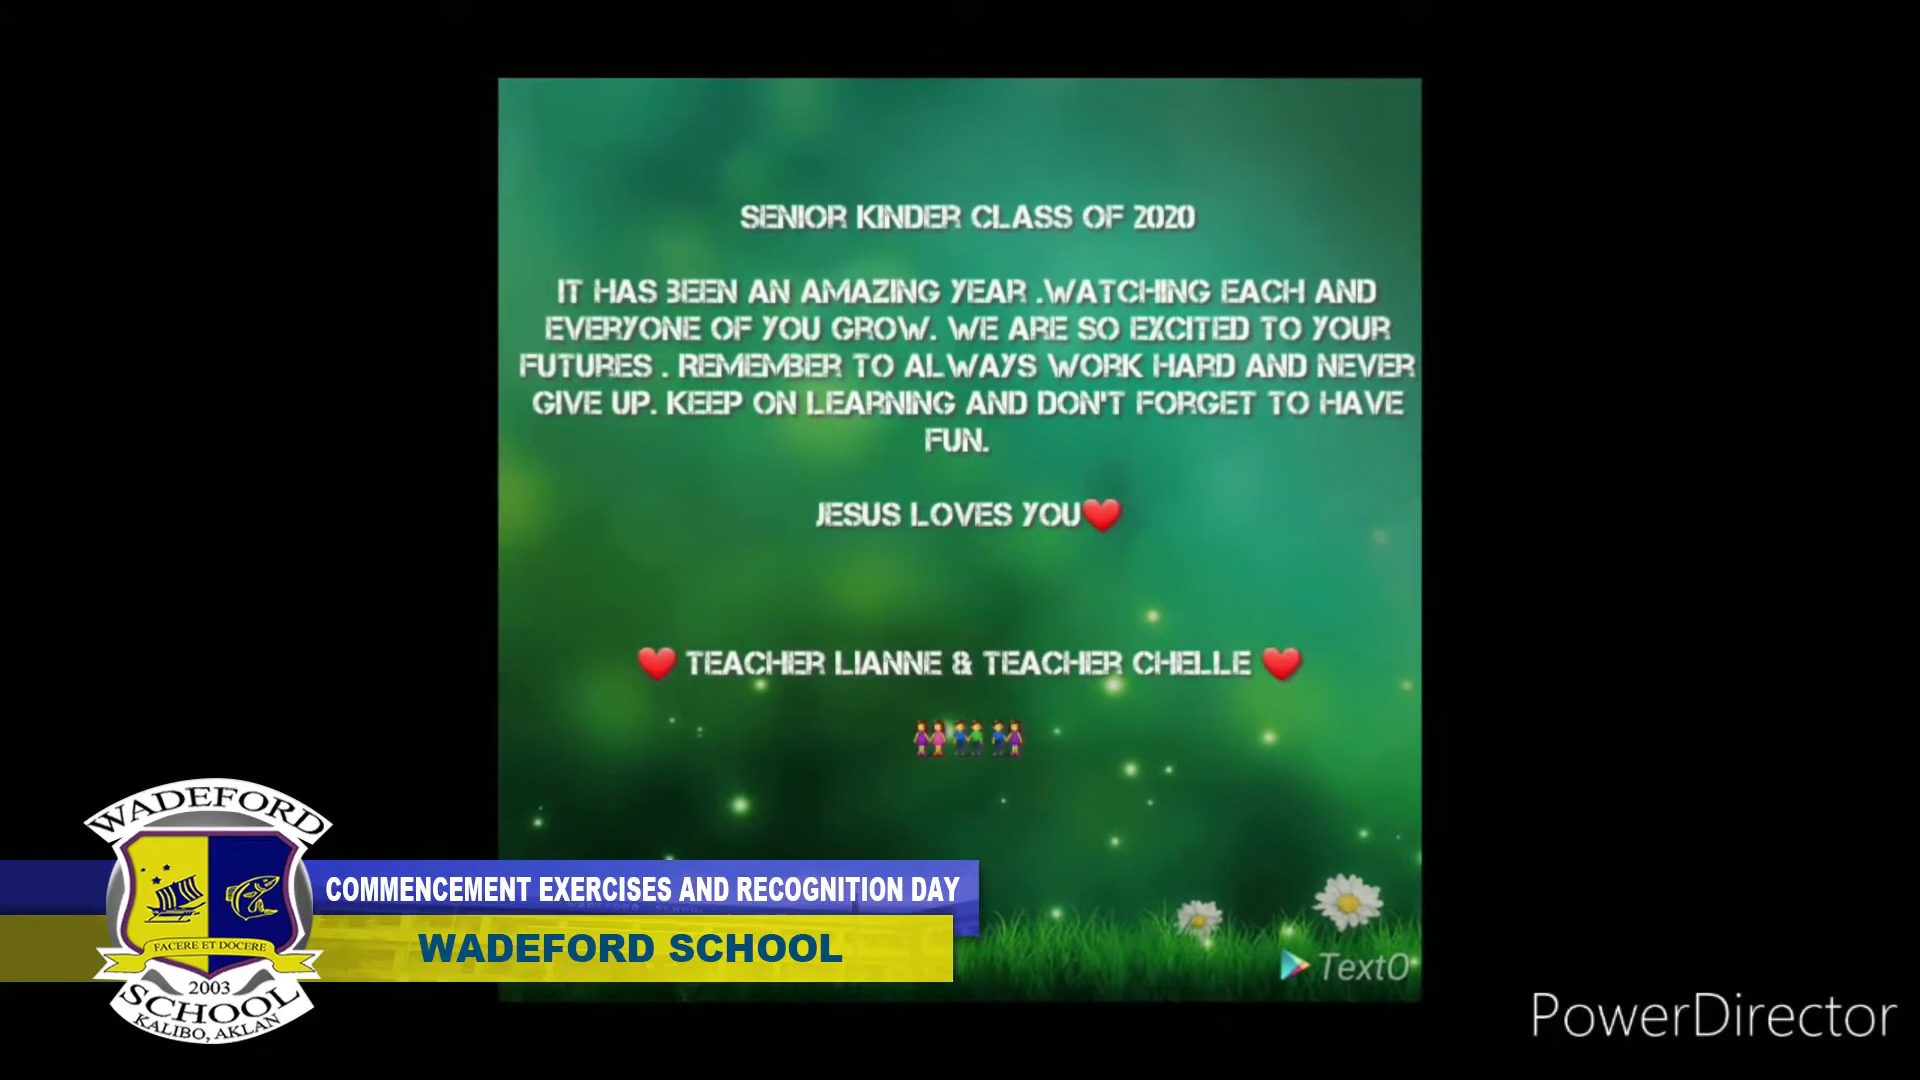 SENIOR KINDER CLASS OF 2020
IT HAS BEEN AN AMAZING YEAR .WATCHING EACH AND
EVERYONE OF YOU GROW. WE ARE SO EXCITED TO YOUR
FUTURES . REMEMBER TO ALWAYS WORK HARD AND NEVER
GIVE UP. KEEP ON LEARNING AND DON'T FORGET TO HAVE
FUN.
JESUS LOVES YOU❤️
❤️ TEACHER LIANNE & TEACHER CHELLE ❤️
WADEFORD
FACERE ET DOCERE
2003
SCHOOL
KALIBO, AKLAN
COMMENCEMENT EXERCISES AND RECOGNITION DAY
WADEFORD SCHOOL
TextO
PowerDirector